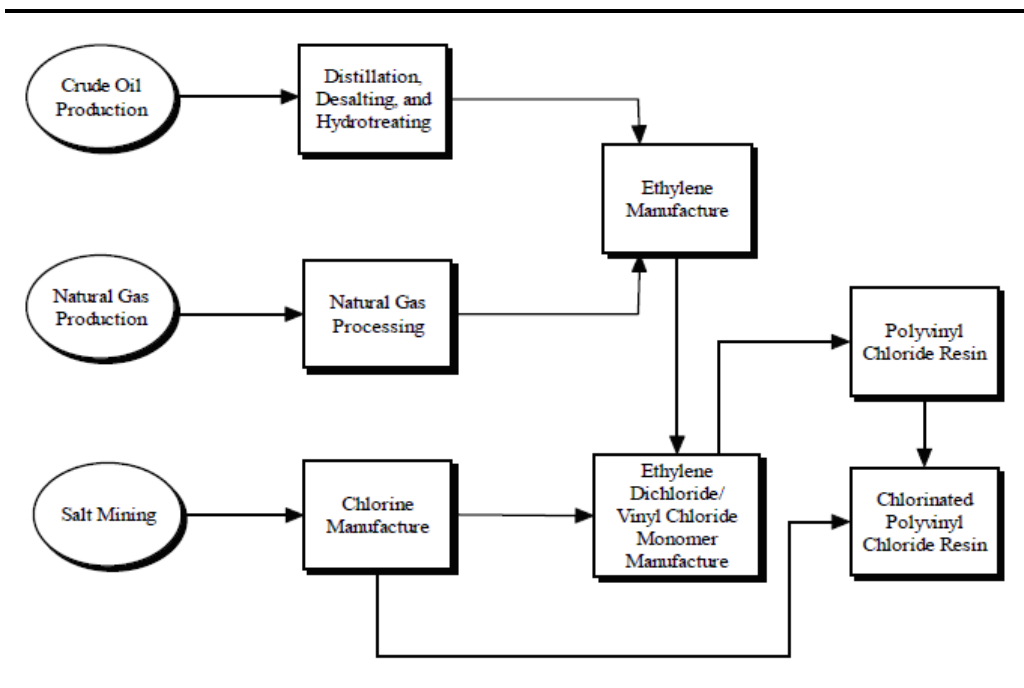 Crude Oil
Production
Distillation,
Desalting, and
Hydrotreating
Ethylene
Manufacture
Natural Gas
Production
Natural Gas
Processing
Polyvinyl
Chloride Resin
Salt Mining
Chlorine
Manufacture
Ethylene
Dichloride/
Vinyl Chloride
Monomer
Manufacture
Chlorinated
Polyvinyl
Chloride Resin